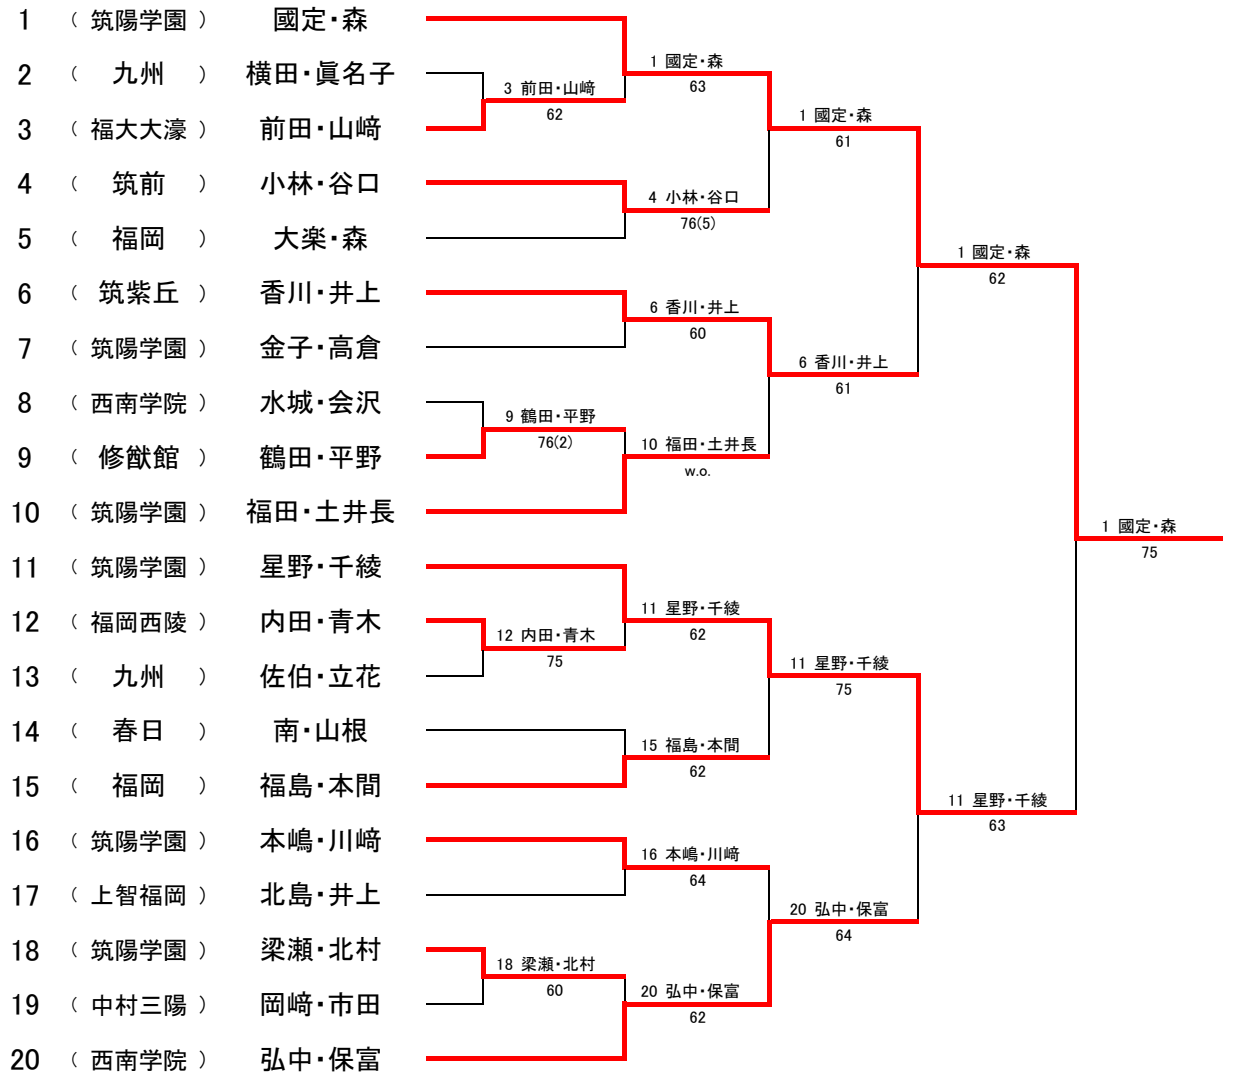 1 （ 筑陽学園 ） 國定・森
2 （ 九州 ） 横田・眞名子
3 （ 福大大濠 ） 前田・山﨑
4 （ 筑前 ） 小林・谷口
5 （ 福岡 ） 大楽・森
6 （ 筑紫丘 ） 香川・井上
7 （ 筑陽学園 ） 金子・高倉
8 （ 西南学院 ） 水城・会沢
9 （ 修猷館 ） 鶴田・平野
10 （ 筑陽学園 ） 福田・土井長
11 （ 筑陽学園 ） 星野・千綾
12 （ 福岡西陵 ） 内田・青木
13 （ 九州 ） 佐伯・立花
14 （ 春日 ） 南・山根
15 （ 福岡 ） 福島・本間
16 （ 筑陽学園 ） 本嶋・川﨑
17 （ 上智福岡 ） 北島・井上
18 （ 筑陽学園 ） 梁瀬・北村
19 （ 中村三陽 ） 岡﨑・市田
20 （ 西南学院 ） 弘中・保富
3 前田・山﨑
62
9 鶴田・平野
76(2)
12 内田・青木
75
18 梁瀬・北村
60
1 國定・森
63
4 小林・谷口
76(5)
6 香川・井上
60
10 福田・土井長
w.o.
11 星野・千綾
62
15 福島・本間
62
16 本嶋・川﨑
64
20 弘中・保富
62
1 國定・森
61
6 香川・井上
61
11 星野・千綾
75
20 弘中・保富
64
1 國定・森
62
11 星野・千綾
63
1 國定・森
75